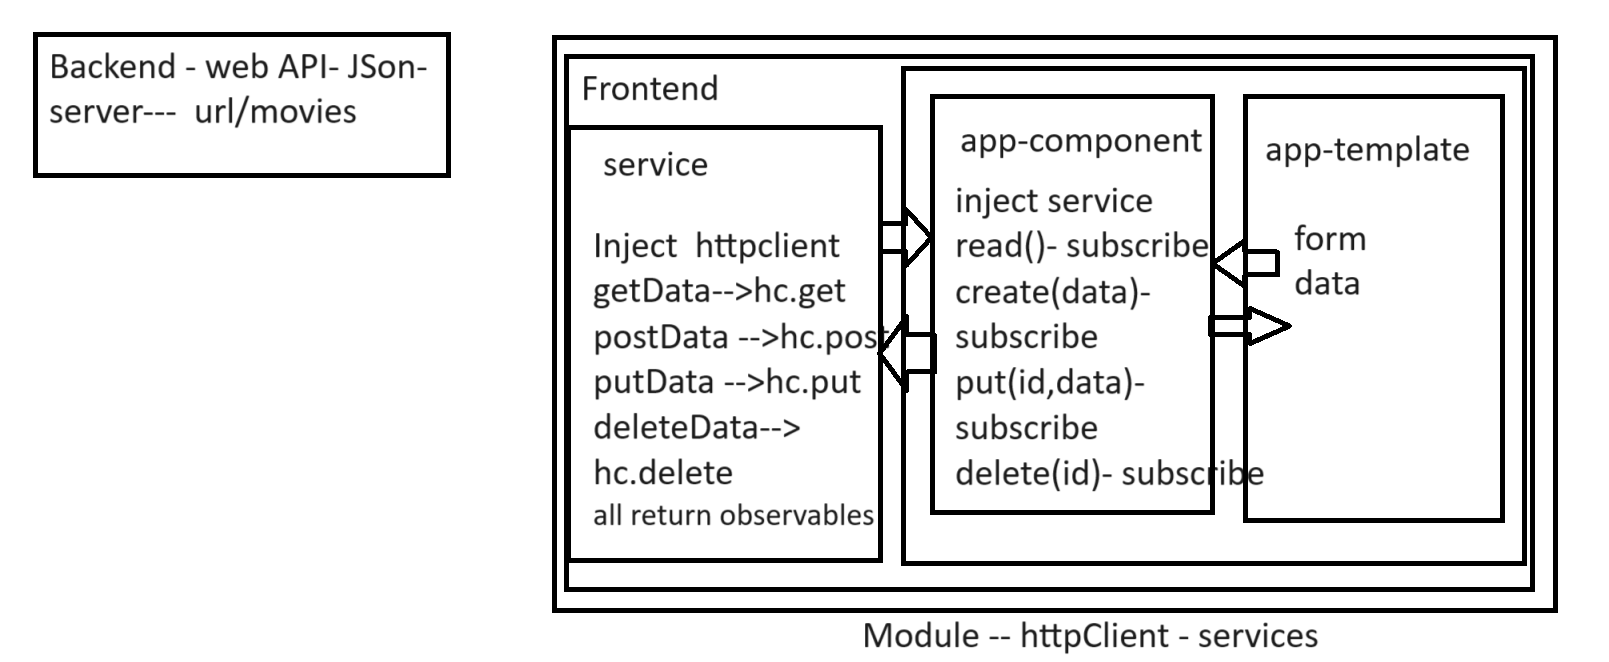 Backend - web API- JSon-
server---  url/movies
Frontend
service
Inject  httpclient
getData-->hc.get
postData -->hc.post
putData -->hc.put
deleteData-->
hc.delete
all return observables
app-component
inject service
read()- subscribe
create(data)-
subscribe
put(id,data)-
subscribe
delete(id)- subscribe
app-template
form
data
Module -- httpClient - services